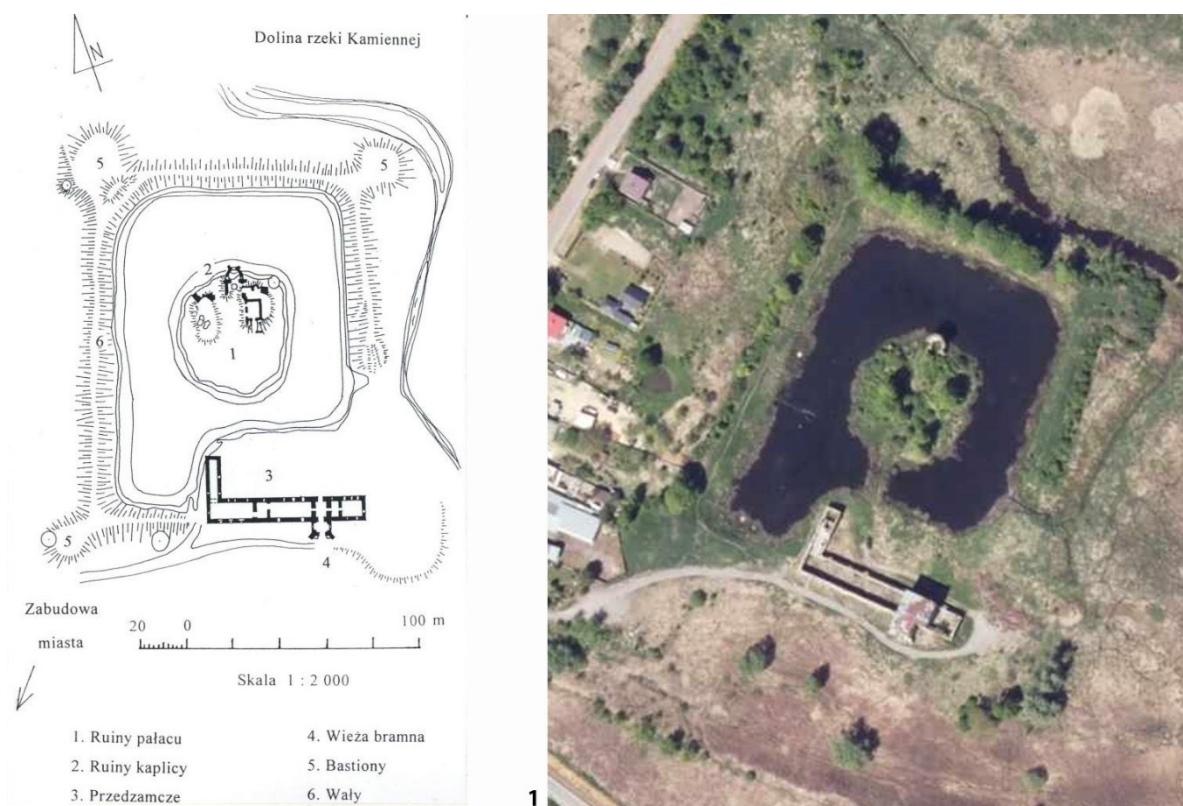 Dolina rzeki Kamiennej
N
5
5
2
6
1
3
5
4
Zabudowa
miasta
20 0 100 m
Skala 1 : 2 000
1. Ruiny pałacu
2. Ruiny kaplicy
3. Przedzamcze
4. Wieża bramna
5. Bastiony
6. Wały
1